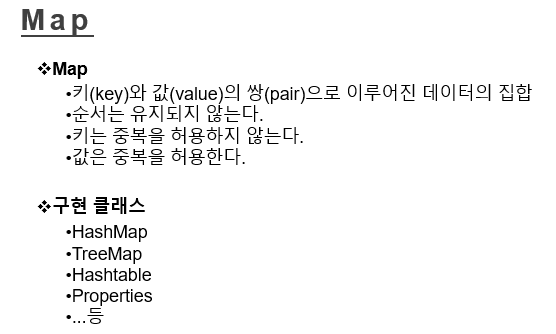 Map
❖Map
•키(key)와 값(value)의 쌍(pair)으로 이루어진 데이터의 집합
•순서는 유지되지 않는다.
•키는 중복을 허용하지 않는다.
•값은 중복을 허용한다.
❖구현 클래스
•HashMap
•TreeMap
•Hashtable
•Properties
•...등